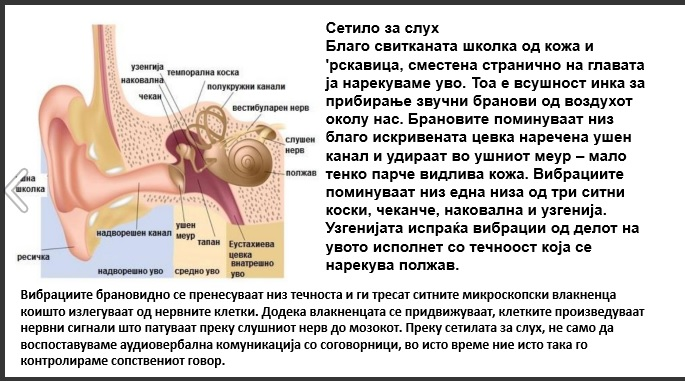 Сетило за слух
Благо свитканата школка од кожа и
'рскавица, сместена странично на главата
ја нарекуваме уво. Тоа е всушност инка за
прибирање звучни бранови од воздухот
околу нас. Брановите поминуваат низ
благо искривената цевка наречена ушен
канал и удираат во ушниот меур – мало
тенко парче видлива кожа. Вибрациите
поминуваат низ една низа од три ситни
коски, чеканче, наковална и узгенија.
Узгенијата испраќа вибрации од делот на
увото исполнет со течноост која се
нарекува полжав.
узенгија
наковална
чекан
темпорална коска
полукружни канали
вестибуларен нерв
слушен
нерв
полжав
шна
школка
надворешен канал
ушен
меур
тапан
Еустахиева
цевка
ресичка
надворешно уво
средно уво
внатрешно
уво
Вибрациите брановидно се пренесуваат низ течноста и ги тресат ситните микроскопски влакненца
коишто излегуваат од нервните клетки. Додека влакненцата се придвижуваат, клетките произведуваат
нервни сигнали што патуваат преку слушниот нерв до мозокот. Преку сетилата за слух, не само да
воспоставуваме аудиовербална комуникација со соговорници, во исто време ние исто така го
контролираме сопствениот говор.